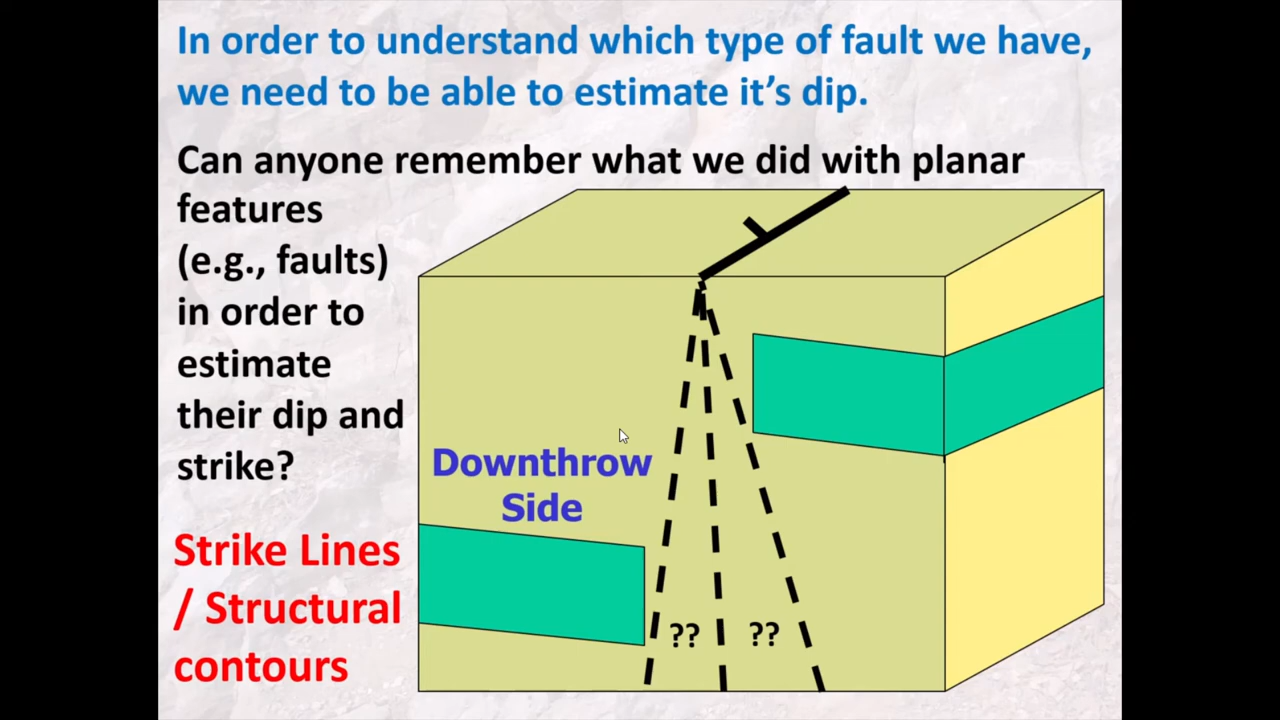 In order to understand which type of fault we have,
we need to be able to estimate it's dip.
Can anyone remember what we did with planar
features
(e.g., faults)
in order to
estimate
their dip and
strike?
Strike Lines
/ Structural
contours
Downthrow
Side
?? ??